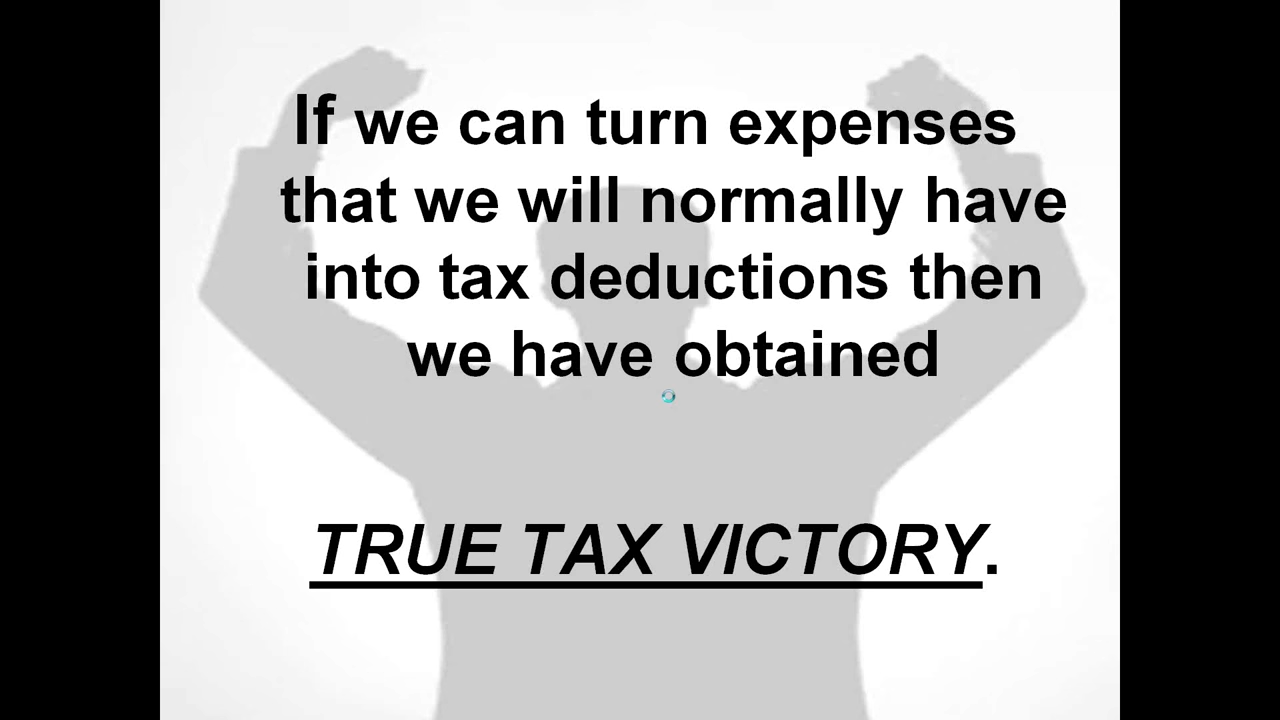 If we can turn expenses
that we will normally have
into tax deductions then
we have obtained
TRUE TAX VICTORY.